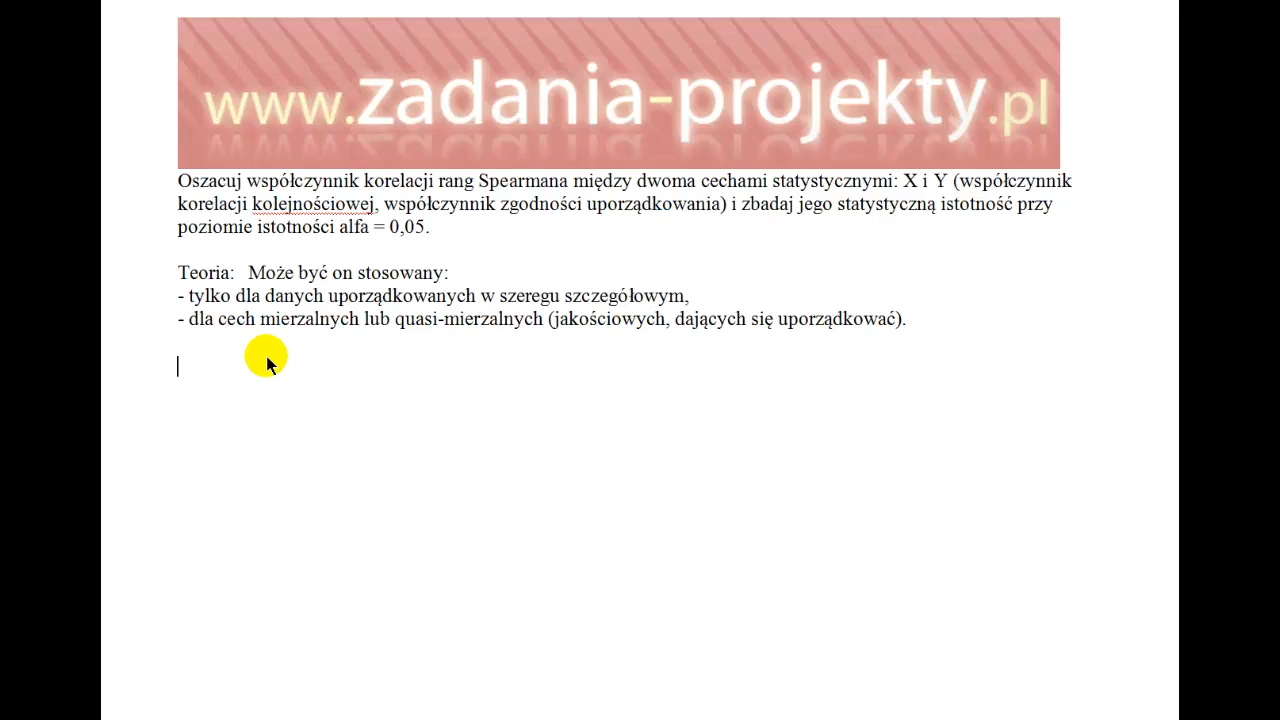 www.zadania-projekty.pl
Oszacuj współczynnik korelacji rang Spearmana między dwoma cechami statystycznymi: X i Y (współczynnik
korelacji kolejnościowej, współczynnik zgodności uporządkowania) i zbadaj jego statystyczną istotność przy
poziomie istotności alfa = 0,05.
Teoria: Może być on stosowany:
- tylko dla danych uporządkowanych w szeregu szczegółowym,
- dla cech mierzalnych lub quasi-mierzalnych (jakościowych, dających się uporządkować).